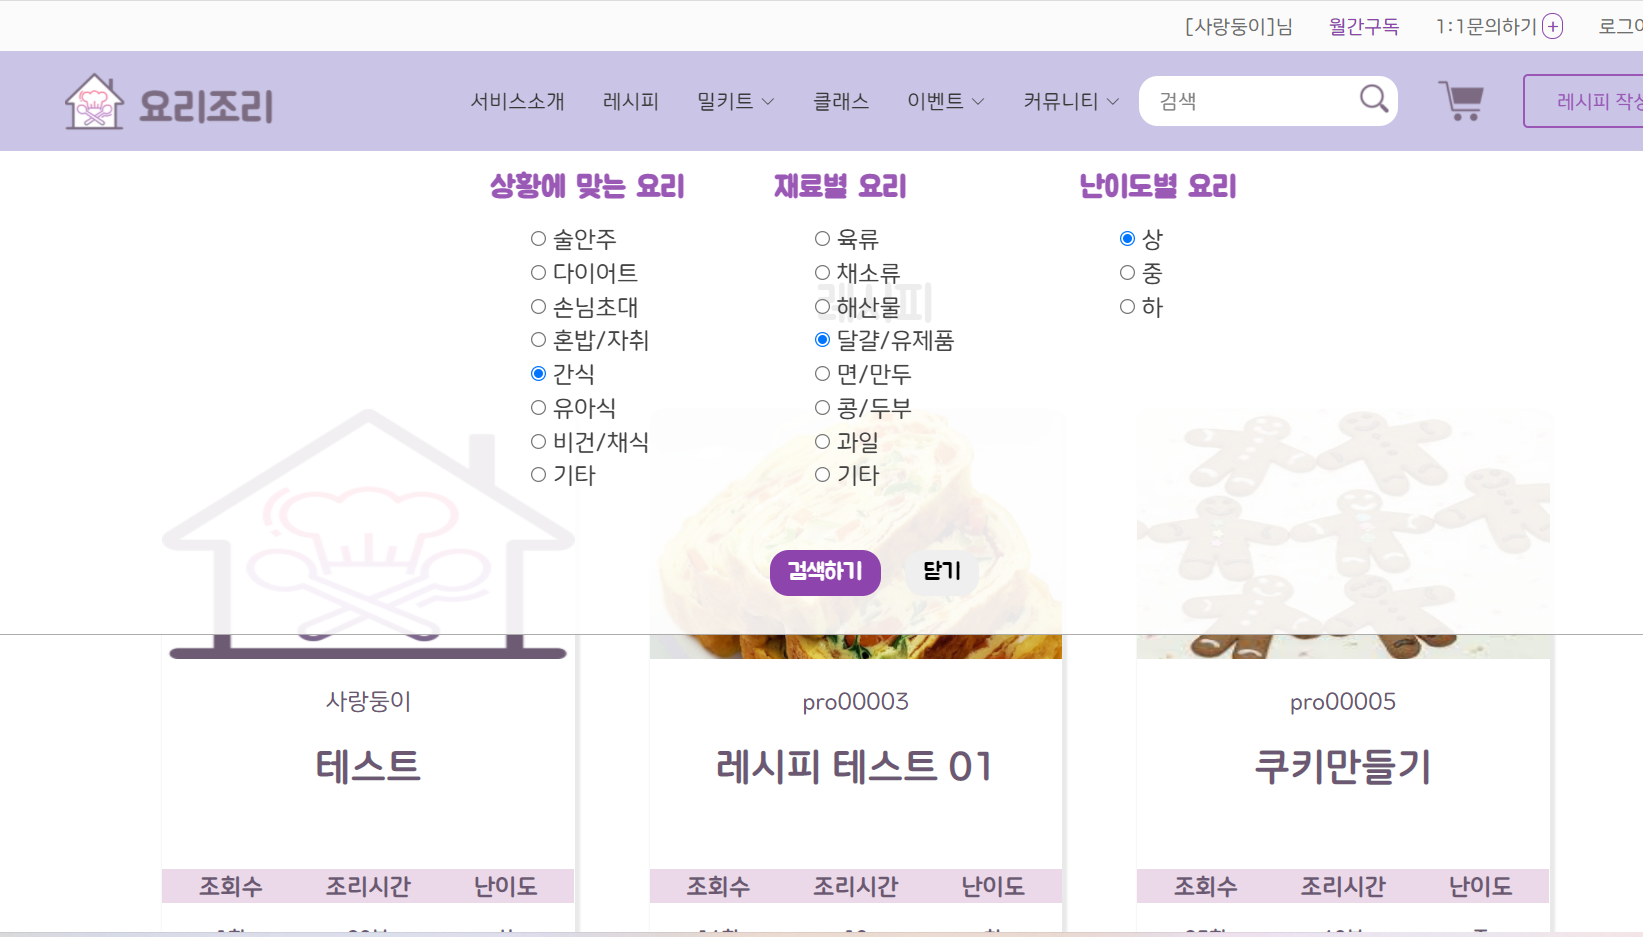 [사랑둥이]님 월간구독 1:1문의하기
요리조리 서비스소개 레시피 밀키트 클래스 이벤트 커뮤니티 검색 레시피
상황에 맞는 요리
술안주
다이어트
손님초대
혼밥/자취
간식
유아식
비건/채식
기타
재료별 요리
육류
채소류
해산물
달걀/유제품
면/만두
콩/두부
과일
기타
난이도별 요리
상
중
하
레시피
검색하기 닫기
사랑둥이
테스트
조회수 조리시간 난이도
pro00003
레시피 테스트 01
조회수 조리시간 난이도
pro00005
쿠키만들기
조회수 조리시간 난이도